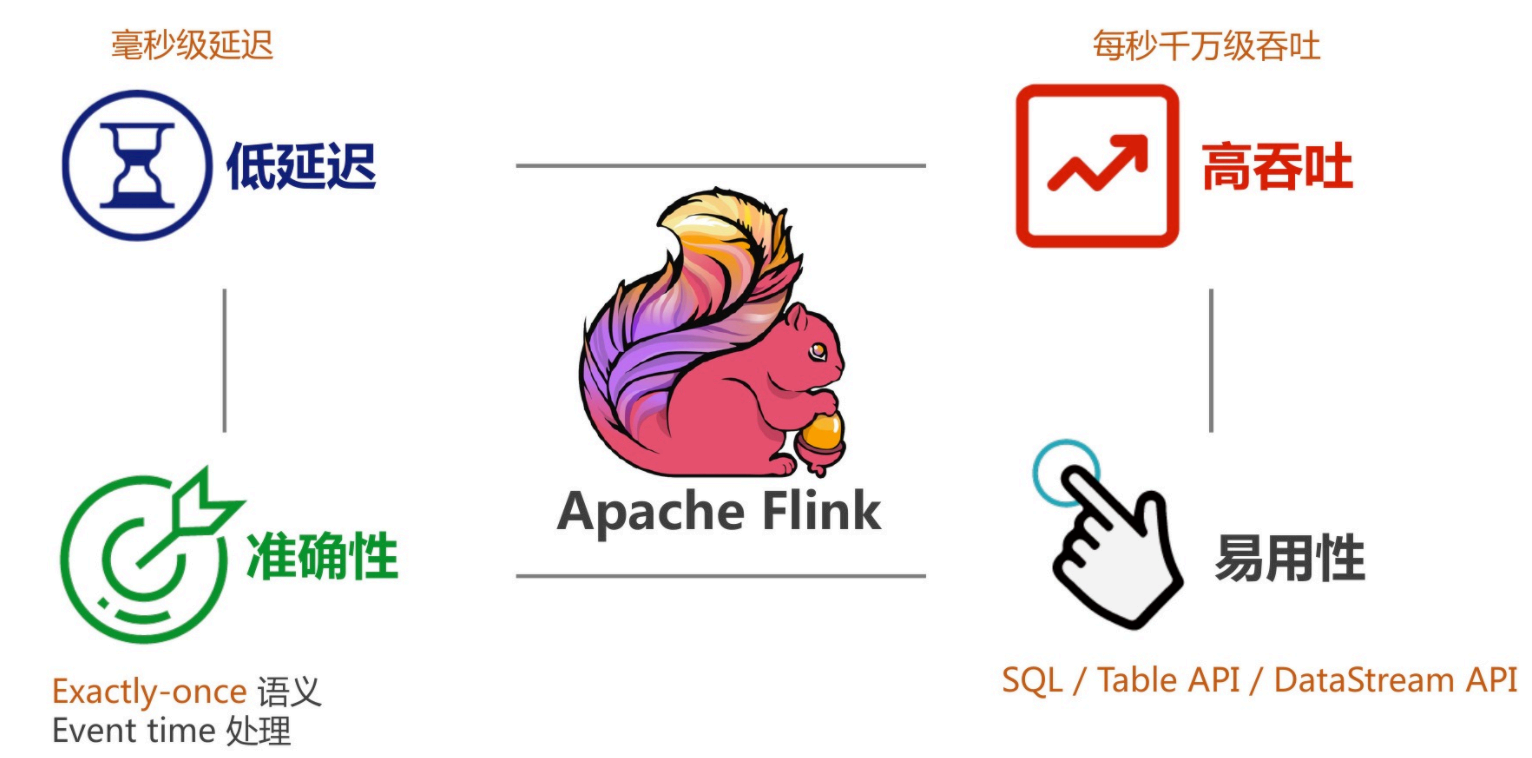 毫秒级延迟
每秒千万级吞吐
低延迟
高吞吐
Apache Flink
准确性
易用性
Exactly-once 语义
Event time 处理
SQL / Table API / DataStream API